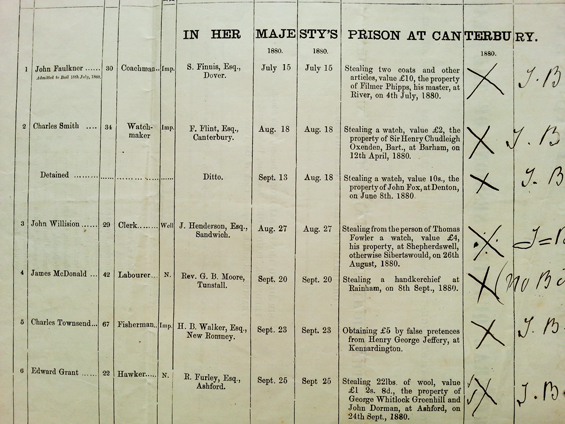 IN HER MAJESTY'S PRISON AT CANTERBURY.
1880. 1880. 1880.
1 John Faulkner ...... 30 Coachman.. Imp. S. Finnis, Esq., July 15 July 15 Stealing two coats and other
Admitted to Bail 19th July, 1880. Dover. articles, value £10, the property
of Filmer Phipps, his master, at
River, on 4th July, 1880.
J. B
2 Charles Smith .... 34 Watch- Imp. F. Flint, Esq., Aug. 18 Aug. 18 Stealing a watch, value £2, the
maker Canterbury. property of Sir Henry Chudleigh
Oxenden, Bart., at Barham, on
12th April, 1880.
J. B
Detained .................. Ditto. Sept. 13 Aug. 18 Stealing a watch, value 10s., the
property of John Fox, at Denton,
on June 8th. 1880.
J. B
3 John Willision ..... 29 Clerk....... Well J. Henderson, Esq., Aug. 27 Aug. 27 Stealing from the person of Thomas
Sandwich. Fowler a watch, value £4,
his property, at Shepherdswell,
otherwise Sibertswould, on 26th
August, 1880.
J=B
4 James McDonald ... 42 Labourer... N. Rev. G. B. Moore, Sept. 20 Sept. 20 Stealing a handkerchief at
Tunstall. Rainham, on 8th Sept., 1880.
(no B
5 Charles Townsend... 67 Fisherman.. Imp. H. B. Walker, Esq., Sept. 23 Sept. 23 Obtaining £5 by false pretences
New Romney. from Henry George Jeffery, at
Kennardington.
J. B
6 Edward Grant ...... 22 Hawker..... N. R. Furley, Esq., Sept. 25 Sept 25 Stealing 22lbs. of wool, value
Ashford. £1 2s. 8d., the property of
George Whitlock Greenhill and
John Dorman, at Ashford, on
24th Sept., 1880.
J. B